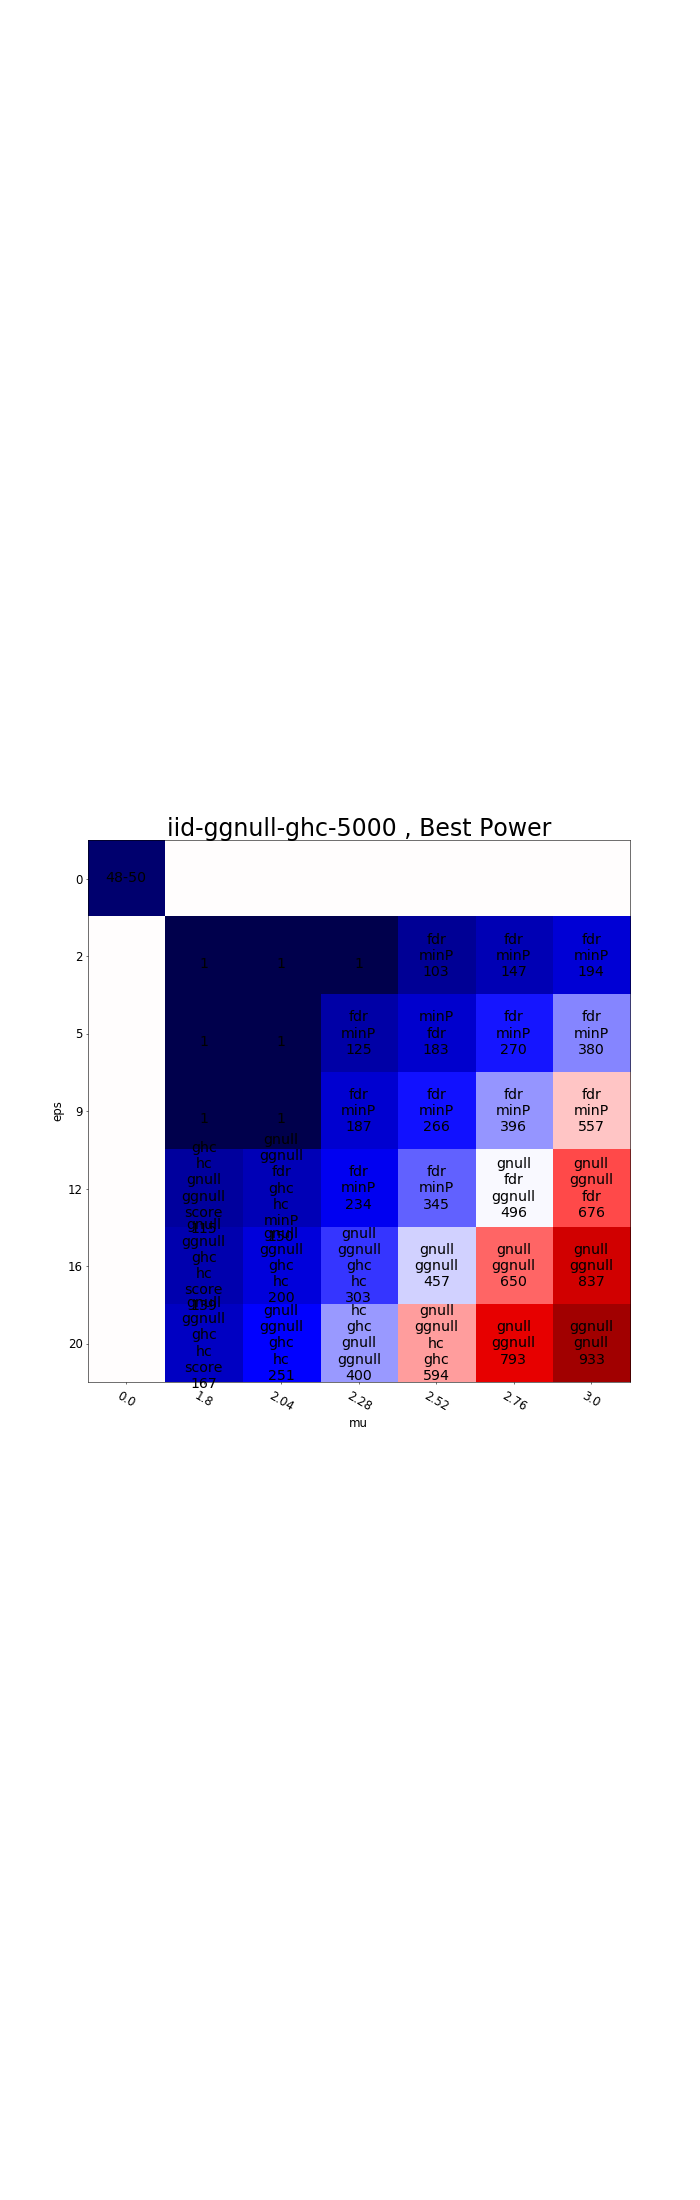 iid-ggnull-ghc-5000 , Best Power
eps
0
48-50
2
1
1
1
fdr
minP
103
fdr
minP
147
fdr
minP
194
5
1
1
fdr
minP
125
minP
fdr
183
fdr
minP
270
fdr
minP
380
9
1
1
fdr
minP
187
fdr
minP
266
fdr
minP
396
fdr
minP
557
12
ghc
hc
gnull
ggnull
score
gnull
ggnull
fdr
ghc
hc
minP
fdr
minP
234
fdr
minP
345
gnull
fdr
ggnull
496
gnull
ggnull
fdr
676
16
gnull
ggnull
ghc
hc
score
gnull
ggnull
ghc
hc
200
gnull
ggnull
ghc
hc
303
gnull
ggnull
457
gnull
ggnull
650
gnull
ggnull
837
20
gnull
ggnull
ghc
hc
score
167
gnull
ggnull
ghc
hc
251
hc
ghc
gnull
ggnull
400
gnull
ggnull
hc
ghc
594
gnull
ggnull
793
ggnull
gnull
933
0.0
1.8
2.04
2.28
2.52
2.76
3.0
mu